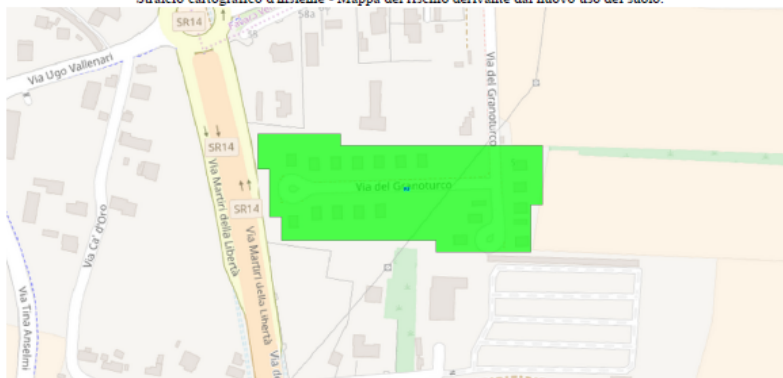 Stralcio cartografico d'insieme - Mappa del rischio derivante dal nuovo uso del suolo.
SR14
58a
38
Via Ugo Vallenari
Via del Granoturco
SR14
Via del Granoturco
SR14
Via Martiri della Libertà
Via Martiri della Libertà
Via Ca' d'Oro
Via Tina Anselmi